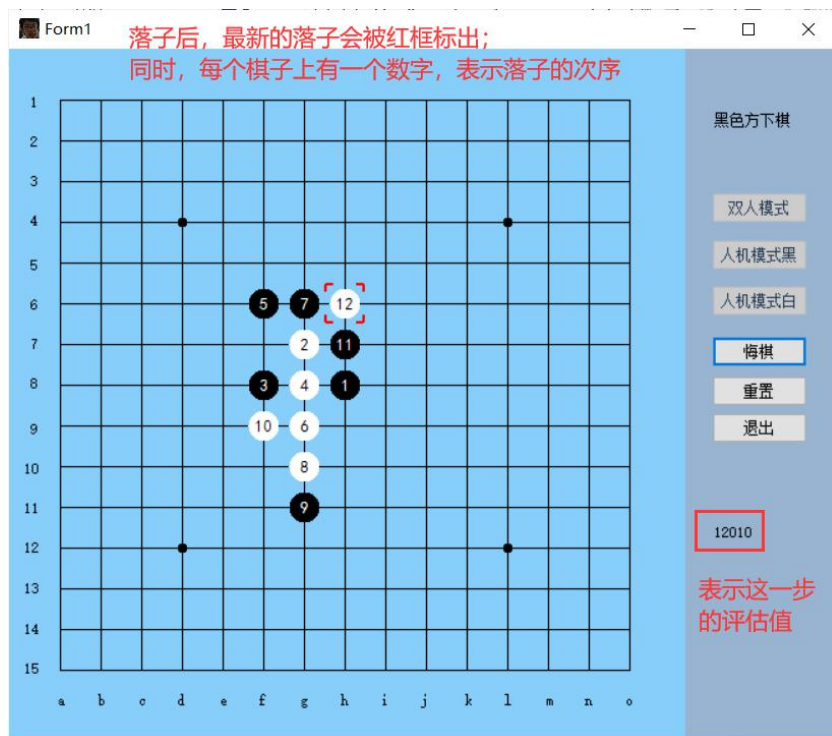 Form1
落子后，最新的落子会被红框标出；
同时，每个棋子上有一个数字，表示落子的次序
黑色方下棋
双人模式
人机模式黑
人机模式白
悔棋
重置
退出
12010
表示这一步
的评估值
1
2
3
4
5
6
7
8
9
10
11
12
13
14
15
5 7 12
2 11
3 4 1
10 6
8
9
a b c d e f g h i j k l m n o